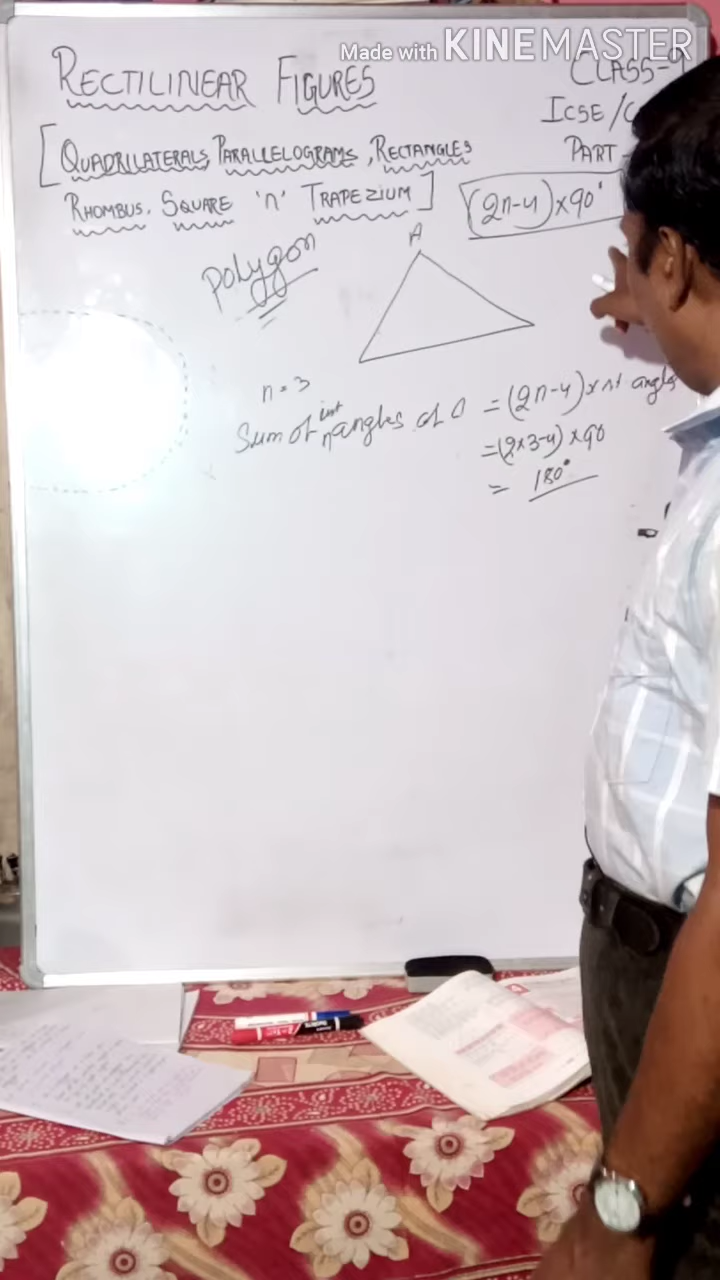 Made with KINEMASTER
RECTILINEAR FIGURES
CLASS-9
ICSE/C
[QUADRILATERALS, PARALLELOGRAMS, RECTANGLES
PART
RHOMBUS, SQUARE 'n' TRAPEZIUM]
(2n-4)×90°
Polygon
A
n = 3
Sum of int angles of Δ = (2n-4)× rt angles
=(2×3-4)×90
= 180°